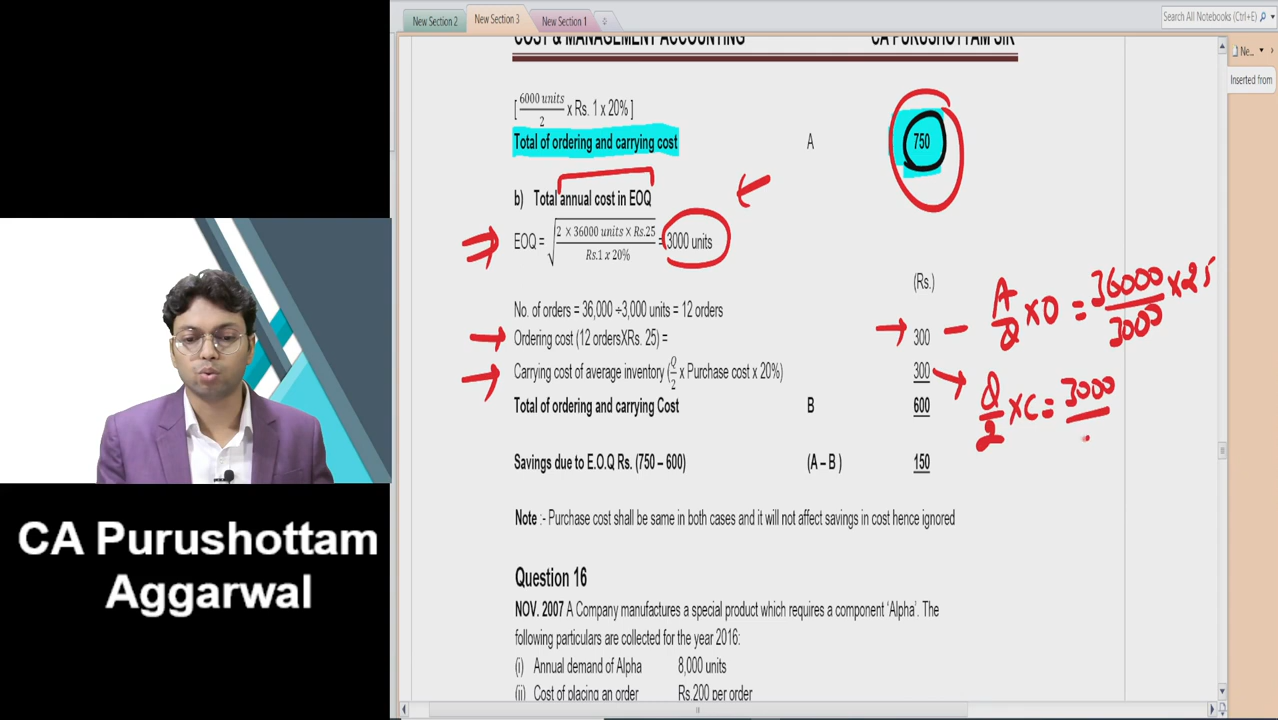 New Section 2
New Section 3
New Section 1
Search All Notebooks (Ctrl+E)
Ne...
Inserted from
COST & MANAGEMENT ACCOUNTING CA PURUSHOTTAM SIR
[ 6000 units / 2 x Rs. 1 x 20% ]
Total of ordering and carrying cost A 750
b) Total annual cost in EOQ
EOQ = √(2 × 36000 units × Rs.25 / Rs.1 x 20%) = 3000 units
(Rs.)
No. of orders = 36,000 ÷3,000 units = 12 orders
Ordering cost (12 ordersXRs. 25) = 300
A/Q × O = 36000/3000 × 25
Carrying cost of average inventory (Q/2 x Purchase cost x 20%) 300
Q/2 × C = 3000
Total of ordering and carrying Cost B 600
Savings due to E.O.Q Rs. (750 – 600) (A – B ) 150
Note :- Purchase cost shall be same in both cases and it will not affect savings in cost hence ignored
Question 16
NOV. 2007 A Company manufactures a special product which requires a component ‘Alpha’. The
following particulars are collected for the year 2016:
(i) Annual demand of Alpha 8,000 units
(ii) Cost of placing an order Rs.200 per order
CA Purushottam
Aggarwal